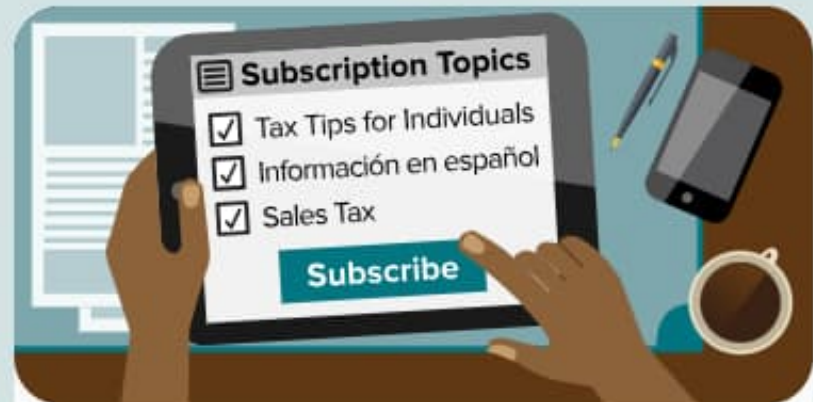 Subscription Topics
Tax Tips for Individuals
Información en español
Sales Tax
Subscribe